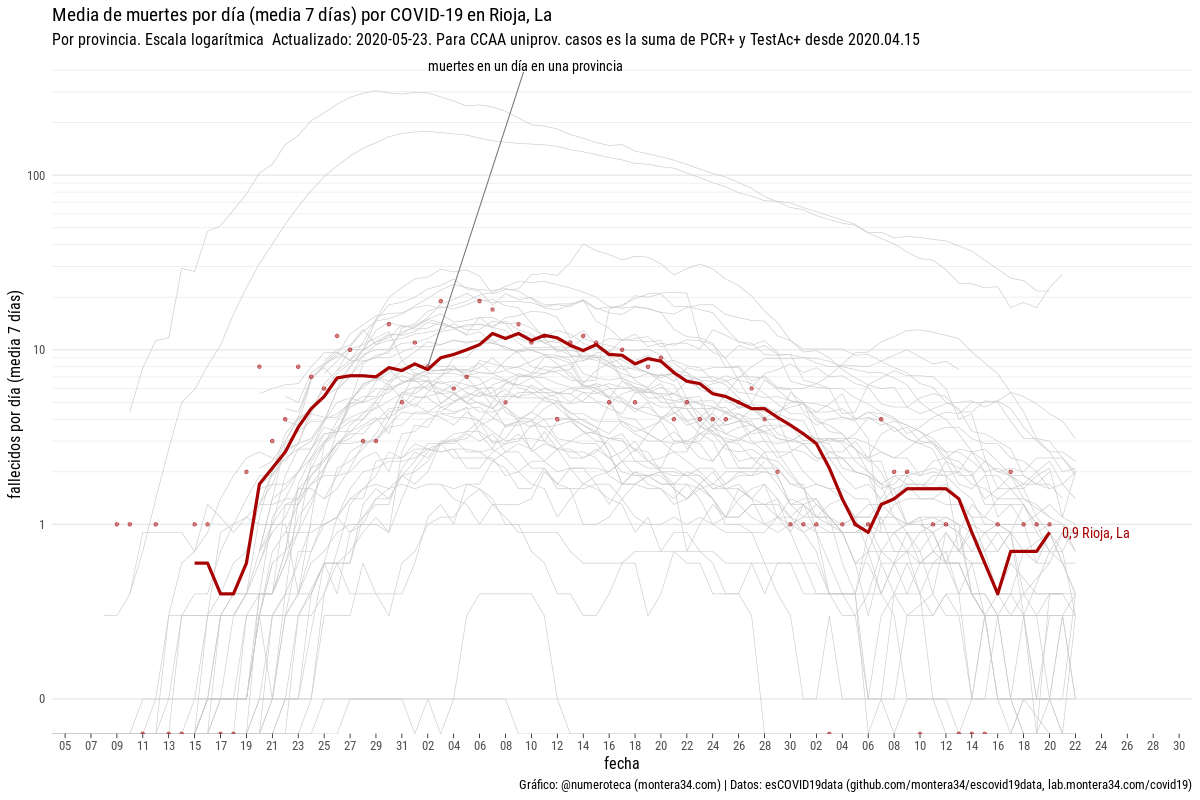 Media de muertes por día (media 7 días) por COVID-19 en Rioja, La
Por provincia. Escala logarítmica  Actualizado: 2020-05-23. Para CCAA uniprov. casos es la suma de PCR+ y TestAc+ desde 2020.04.15
muertes en un día en una provincia
fallecidos por día (media  7 días)
100
10
1
0
0,9 Rioja, La
05 07 09 11 13 15 17 19 21 23 25 27 29 31 02 04 06 08 10 12 14 16 18 20 22 24 26 28 30 02 04 06 08 10 12 14 16 18 20 22 24 26 28 30
fecha
Gráfico: @numeroteca (montera34.com) | Datos: esCOVID19data (github.com/montera34/escovid19data, lab.montera34.com/covid19)